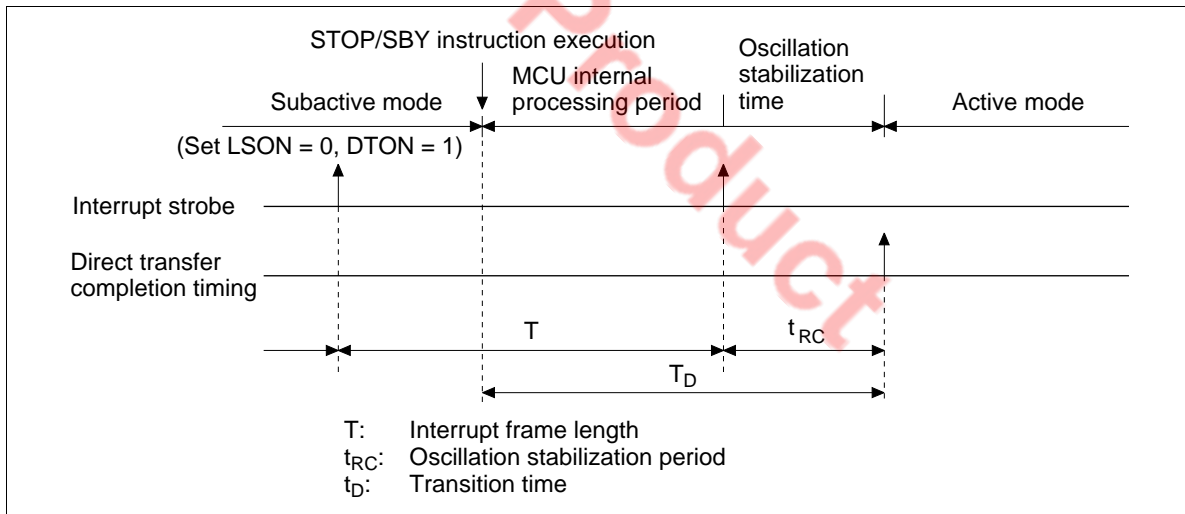 STOP/SBY instruction execution
Oscillation
stabilization
time
MCU internal
processing period
Subactive mode
Active mode
(Set LSON = 0, DTON = 1)
Interrupt strobe
Direct transfer
completion timing
T
tRC
TD
T: Interrupt frame length
tRC: Oscillation stabilization period
tD: Transition time
Product